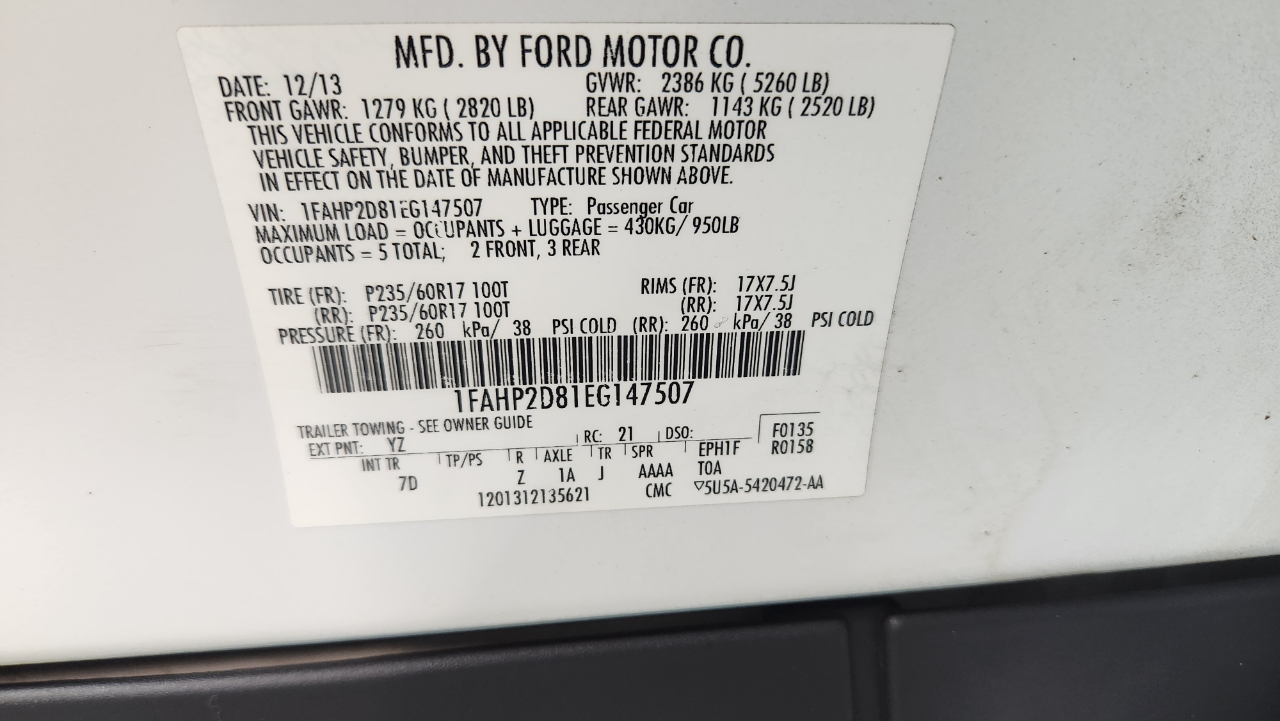 MFD. BY FORD MOTOR CO.
DATE: 12/13 GVWR: 2386 KG ( 5260 LB)
FRONT GAWR: 1279 KG ( 2820 LB) REAR GAWR: 1143 KG ( 2520 LB)
THIS VEHICLE CONFORMS TO ALL APPLICABLE FEDERAL MOTOR
VEHICLE SAFETY, BUMPER, AND THEFT PREVENTION STANDARDS
IN EFFECT ON THE DATE OF MANUFACTURE SHOWN ABOVE.
VIN: 1FAHP2D81EG147507 TYPE: Passenger Car
MAXIMUM LOAD = OCCUPANTS + LUGGAGE = 430KG/ 950LB
OCCUPANTS = 5 TOTAL; 2 FRONT, 3 REAR
TIRE (FR): P235/60R17 100T RIMS (FR): 17X7.5J
(RR): P235/60R17 100T (RR): 17X7.5J
PRESSURE (FR): 260 kPa/ 38 PSI COLD (RR): 260 kPa/ 38 PSI COLD
1FAHP2D81EG147507
TRAILER TOWING - SEE OWNER GUIDE
EXT PNT: YZ RC: 21 DSO: F0135
INT TR TP/PS R AXLE TR SPR EPH1F R0158
7D Z 1A J AAAA TOA
1201312135621 CMC ▽5U5A-5420472-AA